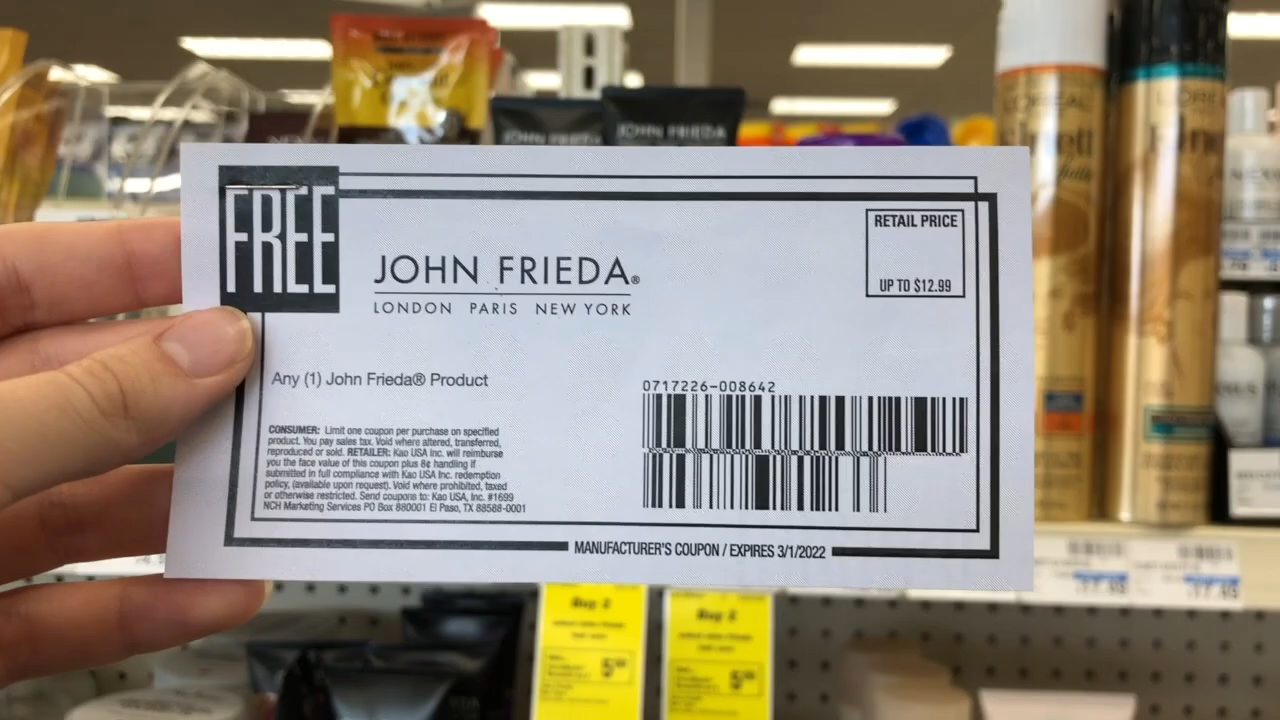 JOHN FRIEDA
JOHN FRIEDA
FREE
RETAIL PRICE
UP TO $12.99
JOHN FRIEDA®
LONDON PARIS NEW YORK
Any (1) John Frieda® Product
0717226-008642
CONSUMER: Limit one coupon per purchase on specified
product. You pay sales tax. Void where altered, transferred,
reproduced or sold. RETAILER: Kao USA Inc. will reimburse
you the face value of this coupon plus 8¢ handling if
submitted in full compliance with Kao USA Inc. redemption
policy, (available upon request). Void where prohibited, taxed
or otherwise restricted. Send coupons to: Kao USA, Inc. #1699
NCH Marketing Services PO Box 880001 El Paso, TX 88588-0001
MANUFACTURER'S COUPON / EXPIRES 3/1/2022
Buy 2
Buy 2